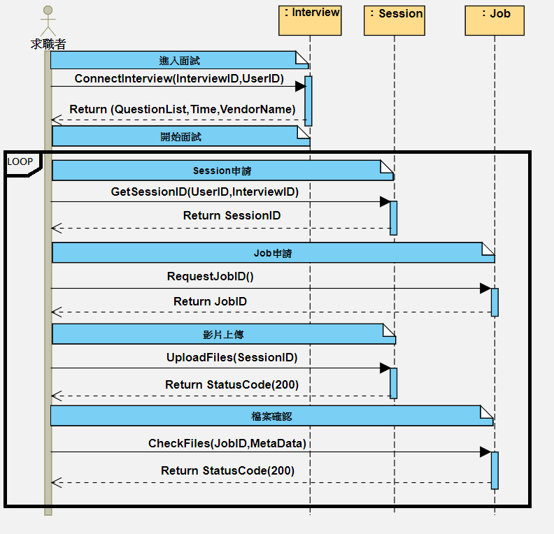 ：Interview
：Session
：Job
求職者
進入面試
ConnectInterview(InterviewID,UserID)
Return (QuestionList,Time,VendorName)
開始面試
LOOP
Session申請
GetSessionID(UserID,InterviewID)
Return SessionID
Job申請
RequestJobID()
Return JobID
影片上傳
UploadFiles(SessionID)
Return StatusCode(200)
檔案確認
CheckFiles(JobID,MetaData)
Return StatusCode(200)